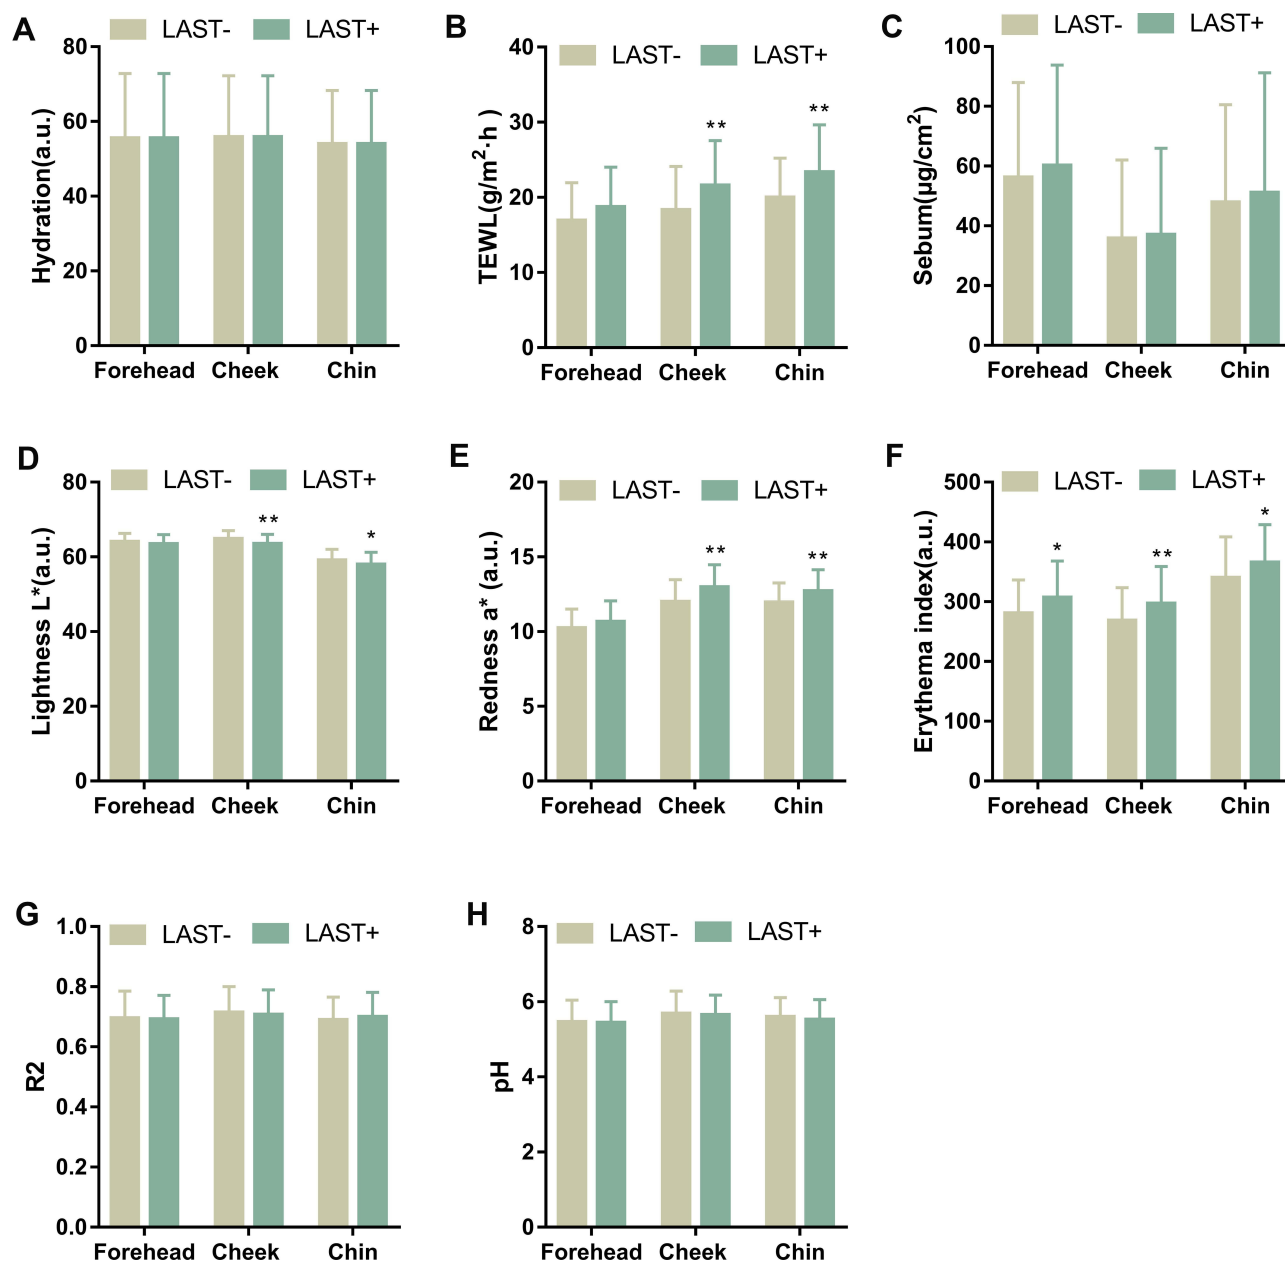 A
LAST-
LAST+
Hydration(a.u.)
80
60
40
20
0
Forehead
Cheek
Chin
B
LAST-
LAST+
TEWL(g/m²·h )
40
30
20
10
0
**
**
Forehead
Cheek
Chin
C
LAST-
LAST+
Sebum(μg/cm²)
100
80
60
40
20
0
Forehead
Cheek
Chin
D
LAST-
LAST+
Lightness L*(a.u.)
80
60
40
20
0
**
*
Forehead
Cheek
Chin
E
LAST-
LAST+
Redness a* (a.u.)
20
15
10
5
0
**
**
Forehead
Cheek
Chin
F
LAST-
LAST+
Erythema index(a.u.)
500
400
300
200
100
0
*
**
*
Forehead
Cheek
Chin
G
LAST-
LAST+
R2
1.0
0.8
0.6
0.4
0.2
0.0
Forehead
Cheek
Chin
H
LAST-
LAST+
pH
8
6
4
2
0
Forehead
Cheek
Chin